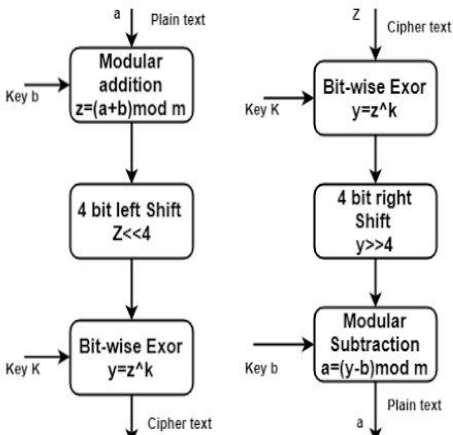 a
Plain text
Modular
addition
z=(a+b)mod m
Key b
4 bit left Shift
Z<<4
Bit-wise Exor
y=z^k
Key K
Cipher text
Z
Cipher text
Bit-wise Exor
y=z^k
Key K
4 bit right
Shift
y>>4
Modular
Subtraction
a=(y-b)mod m
Key b
Plain text
a